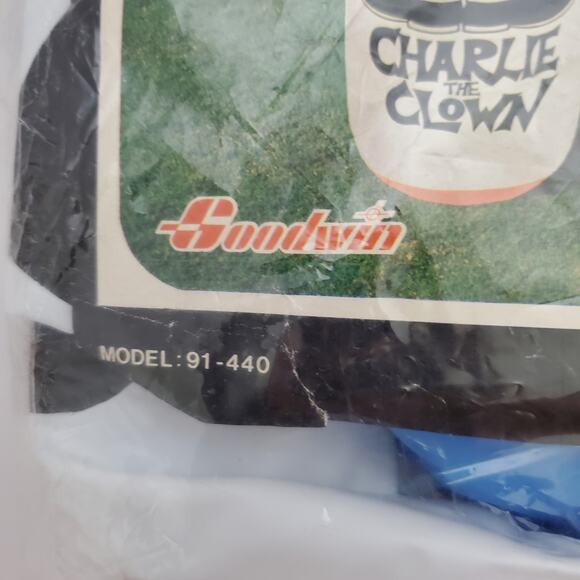 CHARLIE
THE
CLOWN
Goodwin
MODEL: 91-440